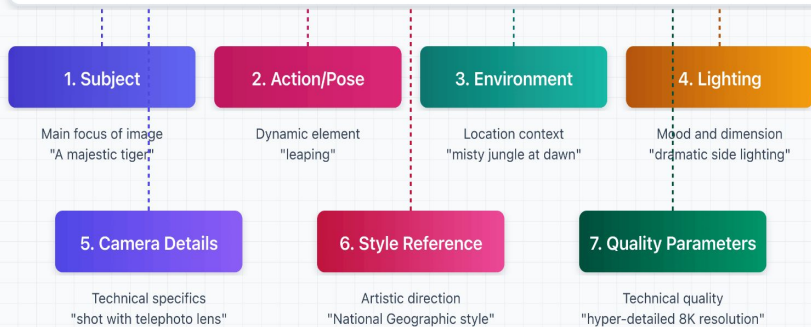 1. Subject
2. Action/Pose
3. Environment
4. Lighting
Main focus of image
"A majestic tiger"
Dynamic element
"leaping"
Location context
"misty jungle at dawn"
Mood and dimension
"dramatic side lighting"
5. Camera Details
6. Style Reference
7. Quality Parameters
Technical specifics
"shot with telephoto lens"
Artistic direction
"National Geographic style"
Technical quality
"hyper-detailed 8K resolution"